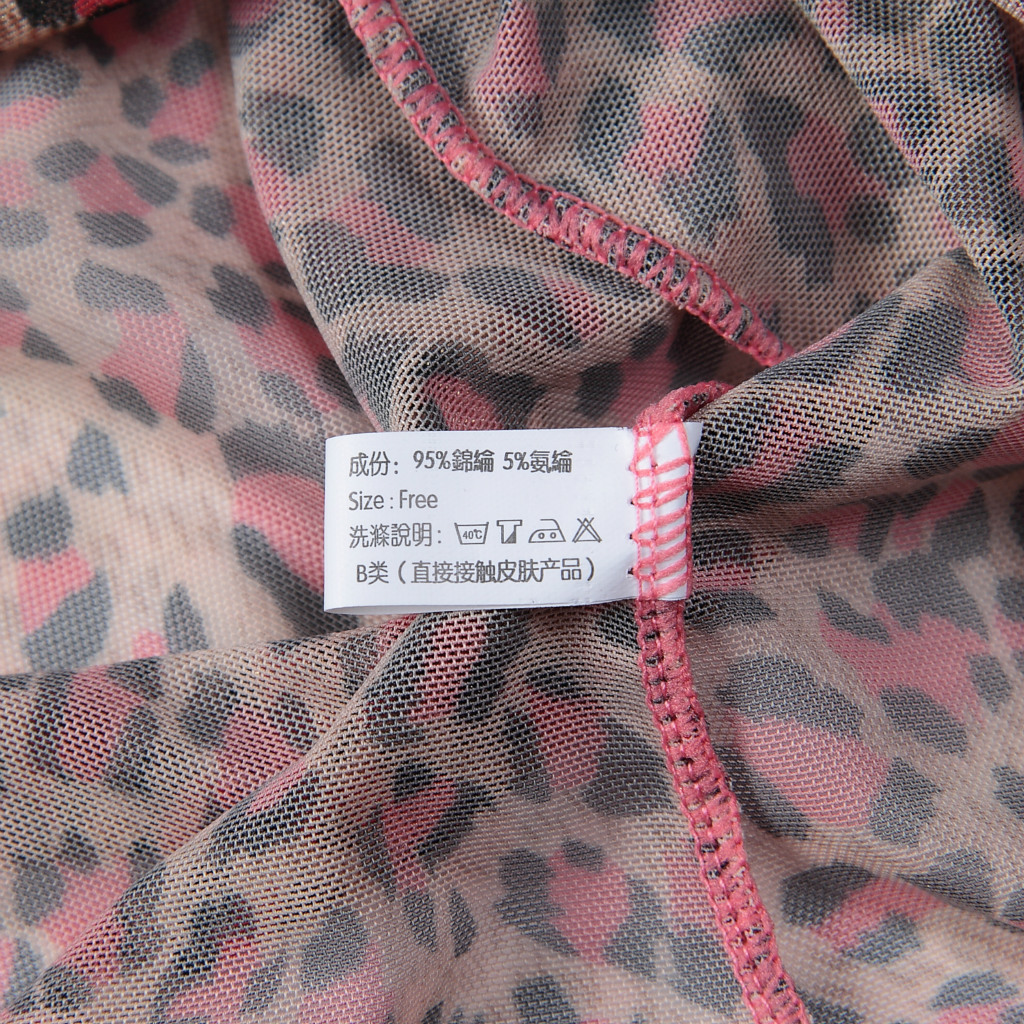 成份：95%錦綸 5%氨綸
Size : Free
洗滌說明： 40℃
B类（直接接触皮肤产品）